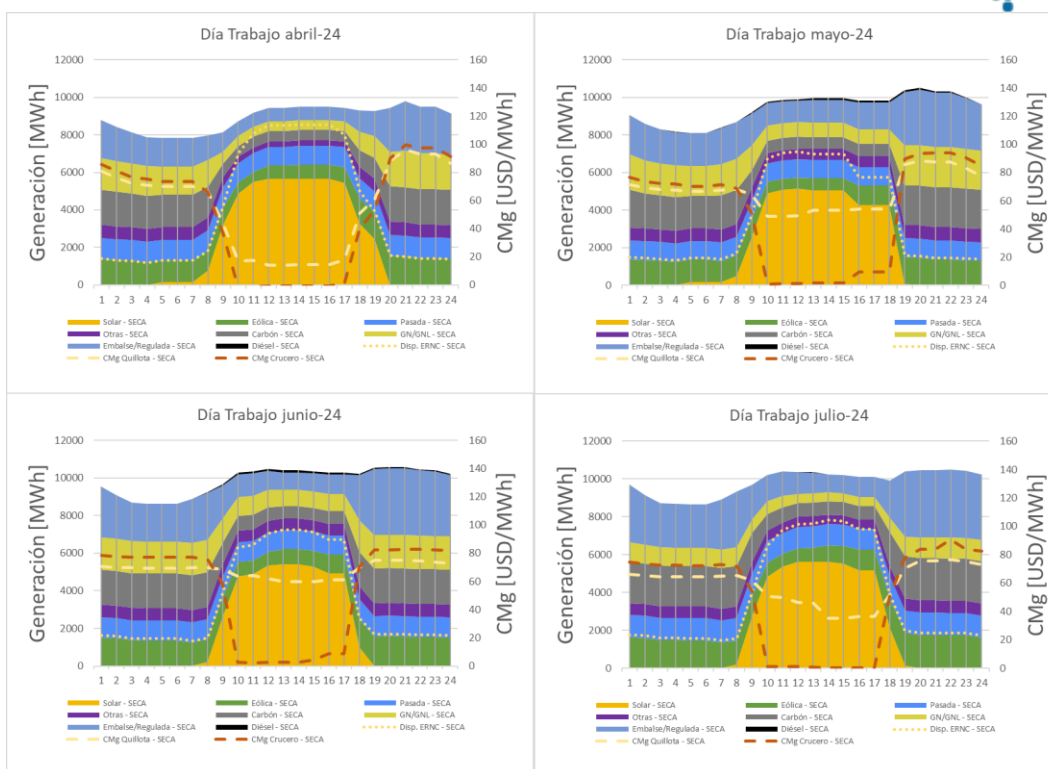 Día Trabajo abril-24
Generación [MWh]
12000
10000
8000
6000
4000
2000
0
160
140
120
100
80
60
40
20
0
CMg [USD/MWh]
1 2 3 4 5 6 7 8 9 10 11 12 13 14 15 16 17 18 19 20 21 22 23 24
Solar - SECA Eólica - SECA Pasada - SECA
Otras - SECA Carbón - SECA GN/GNL - SECA
Embalse/Regulada - SECA Diésel - SECA Disp. ERNC - SECA
CMg Quillota - SECA CMg Crucero - SECA
Día Trabajo mayo-24
Generación [MWh]
12000
10000
8000
6000
4000
2000
0
160
140
120
100
80
60
40
20
0
CMg [USD/MWh]
1 2 3 4 5 6 7 8 9 10 11 12 13 14 15 16 17 18 19 20 21 22 23 24
Solar - SECA Eólica - SECA Pasada - SECA
Otras - SECA Carbón - SECA GN/GNL - SECA
Embalse/Regulada - SECA Diésel - SECA Disp. ERNC - SECA
CMg Quillota - SECA CMg Crucero - SECA
Día Trabajo junio-24
Generación [MWh]
12000
10000
8000
6000
4000
2000
0
160
140
120
100
80
60
40
20
0
CMg [USD/MWh]
1 2 3 4 5 6 7 8 9 10 11 12 13 14 15 16 17 18 19 20 21 22 23 24
Solar - SECA Eólica - SECA Pasada - SECA
Otras - SECA Carbón - SECA GN/GNL - SECA
Embalse/Regulada - SECA Diésel - SECA Disp. ERNC - SECA
CMg Quillota - SECA CMg Crucero - SECA
Día Trabajo julio-24
Generación [MWh]
12000
10000
8000
6000
4000
2000
0
160
140
120
100
80
60
40
20
0
CMg [USD/MWh]
1 2 3 4 5 6 7 8 9 10 11 12 13 14 15 16 17 18 19 20 21 22 23 24
Solar - SECA Eólica - SECA Pasada - SECA
Otras - SECA Carbón - SECA GN/GNL - SECA
Embalse/Regulada - SECA Diésel - SECA Disp. ERNC - SECA
CMg Quillota - SECA CMg Crucero - SECA